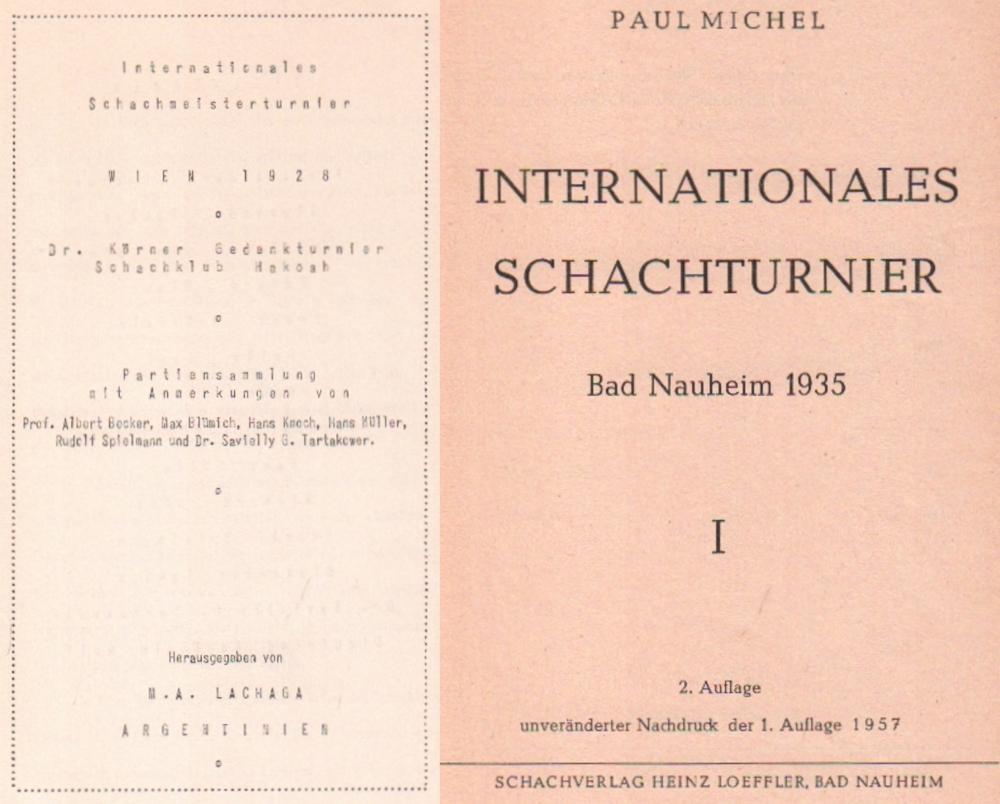 Internationales
Schachmeisterturnier
WIEN 1928
Dr. Körner Gedenkturnier
Schachklub Hakoah
Partiensammlung
mit Anmerkungen von
Prof. Albert Becker, Max Blümich, Hans Kmoch, Hans Müller,
Rudolf Spielmann und Dr. Savielly G. Tartakower.
Herausgegeben von
M.A. LACHAGA
ARGENTINIEN
PAUL MICHEL
INTERNATIONALES
SCHACHTURNIER
Bad Nauheim 1935
I
2. Auflage
unveränderter Nachdruck der 1. Auflage 1957
SCHACHVERLAG HEINZ LOEFFLER, BAD NAUHEIM